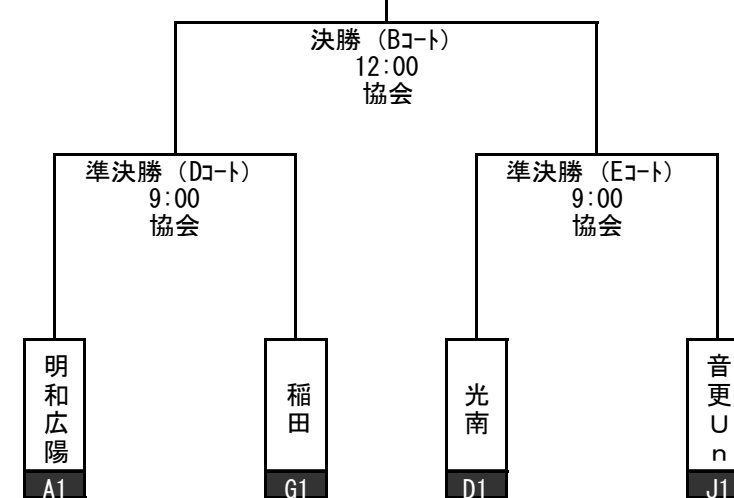 決勝 (Bコート)
12:00
協会
準決勝 (Dコート)
9:00
協会
準決勝 (Eコート)
9:00
協会
明和広陽
稲田
光南
音更Un
A1
G1
D1
J1